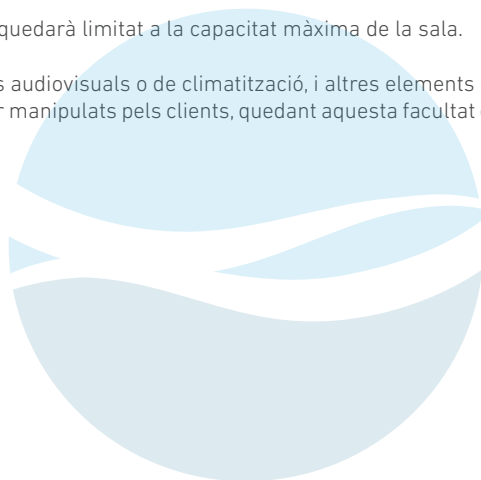 quedarà limitat a la capacitat màxima de la sala.
audiovisuals o de climatització, i altres elements
manipulats pels clients, quedant aquesta facultat